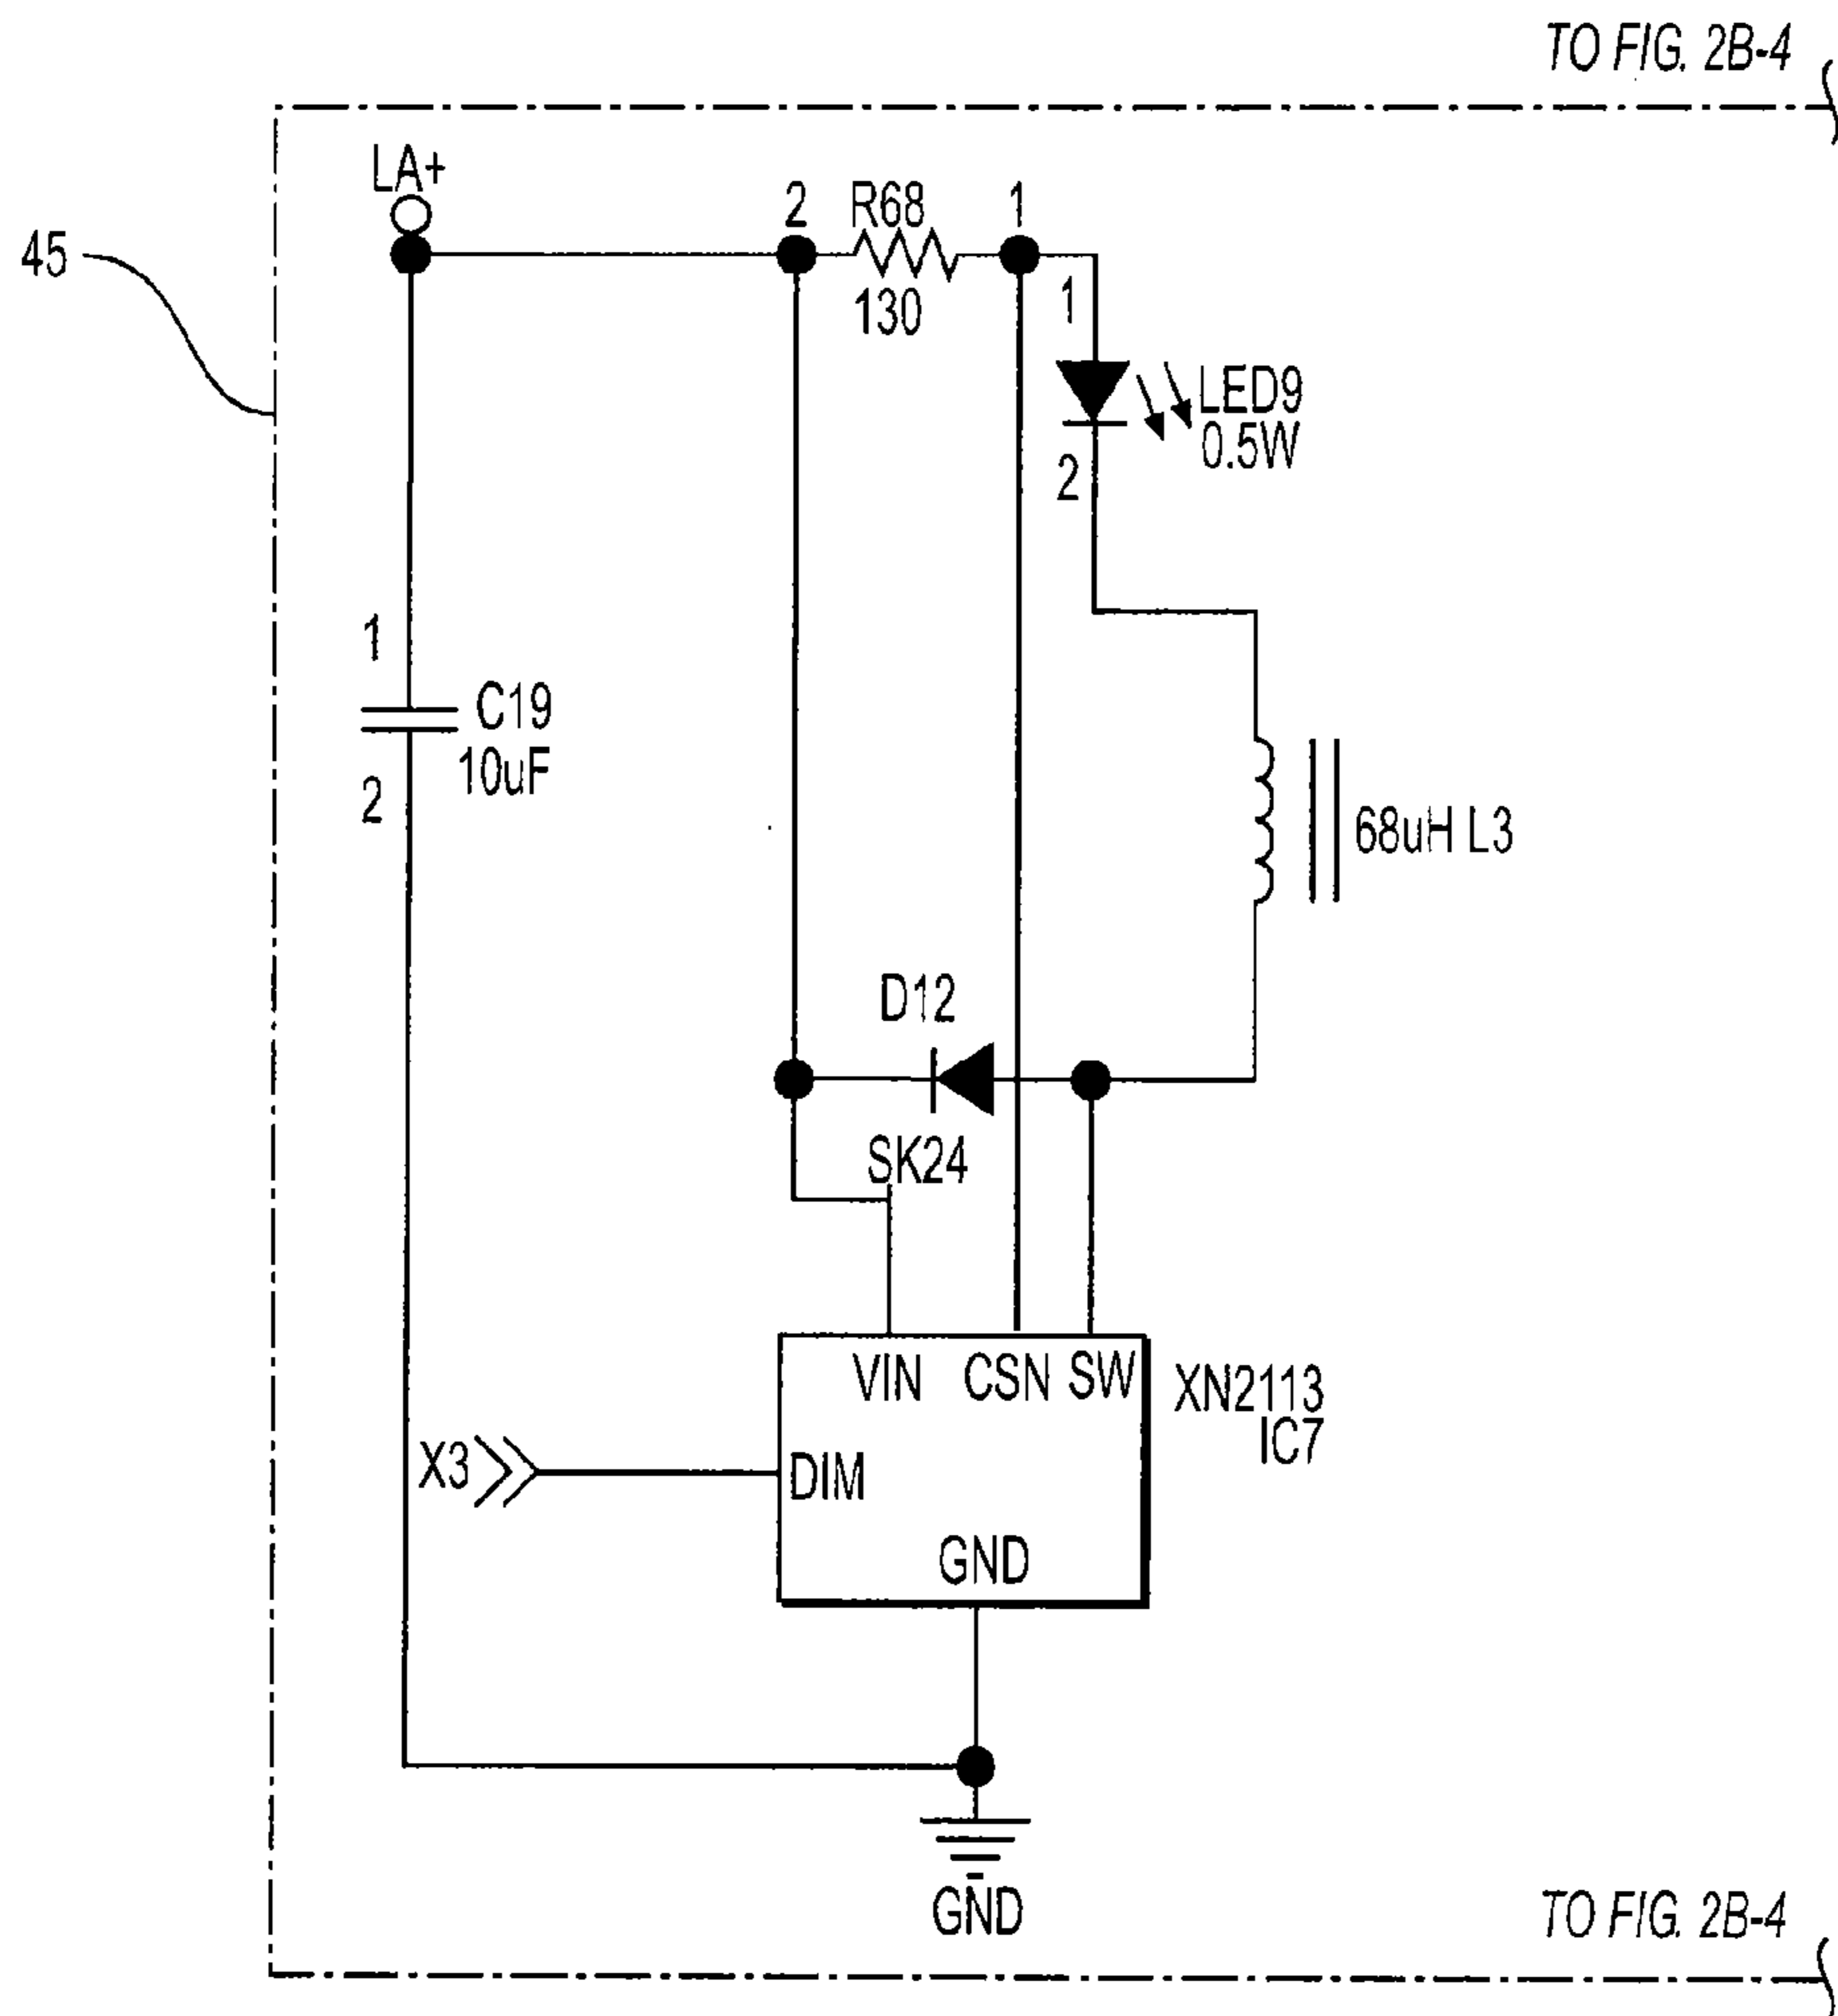 TO FIG. 2B-4
LA+
45
2
R68
1
130
1
LED9
0.5W
2
1
C19
10uF
2
68uH L3
D12
SK24
VIN
CSN
SW
XN2113
IC7
X3
DIM
GND
GND
TO FIG. 2B-4